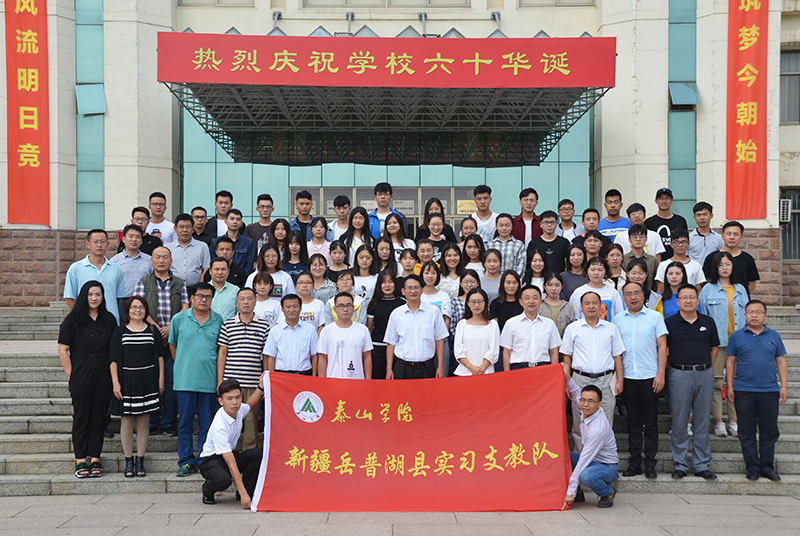 热烈庆祝学校六十华诞
风流明日竞
筑梦今朝始
泰山学院
新疆岳普湖县实习支教队